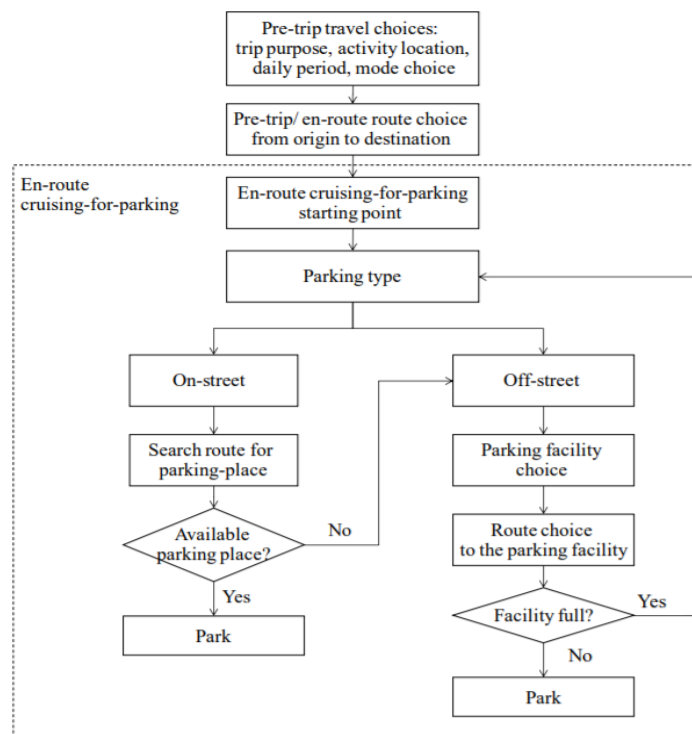 Pre-trip travel choices:
trip purpose, activity location,
daily period, mode choice
Pre-trip/ en-route route choice
from origin to destination
En-route
cruising-for-parking
En-route cruising-for-parking
starting point
Parking type
On-street
Off-street
Search route for
parking-place
Parking facility
choice
Available
parking place?
No
Route choice
to the parking facility
Yes
Park
Facility full?
Yes
No
Park